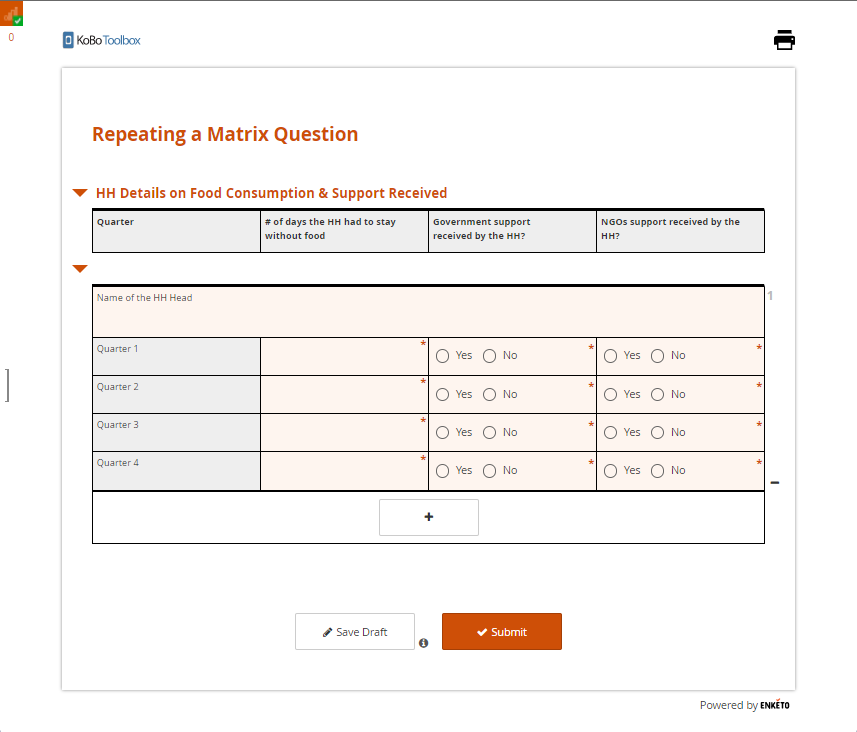 0
KoBoToolbox
Repeating a Matrix Question
HH Details on Food Consumption & Support Received
Quarter
# of days the HH had to stay
without food
Government support
received by the HH?
NGOs support received by the
HH?
Name of the HH Head
1
Quarter 1 * Yes No * Yes No *
Quarter 2 * Yes No * Yes No *
Quarter 3 * Yes No * Yes No *
Quarter 4 * Yes No * Yes No *
+
Save Draft
Submit
Powered by ENKETO